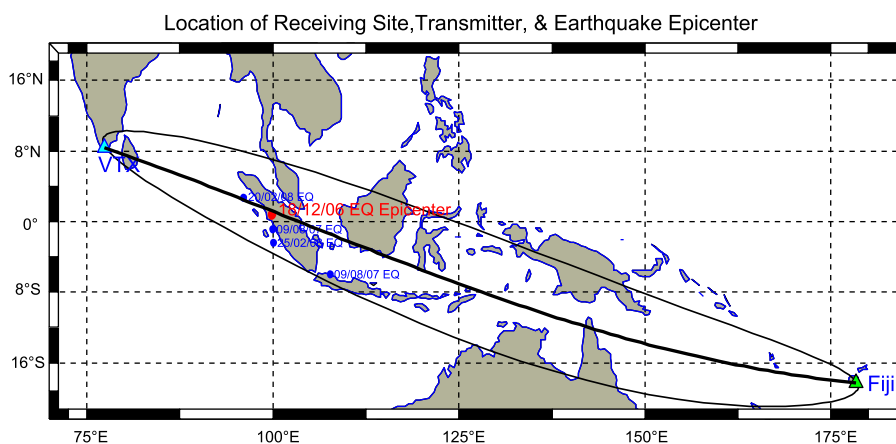 Location of Receiving Site,Transmitter, & Earthquake Epicenter
16°N
8°N
VTX
20/02/08 EQ
18/12/06 EQ Epicenter
0°
09/08/07 EQ
25/02/08 EQ
09/08/07 EQ
8°S
16°S
Fiji
75°E
100°E
125°E
150°E
175°E